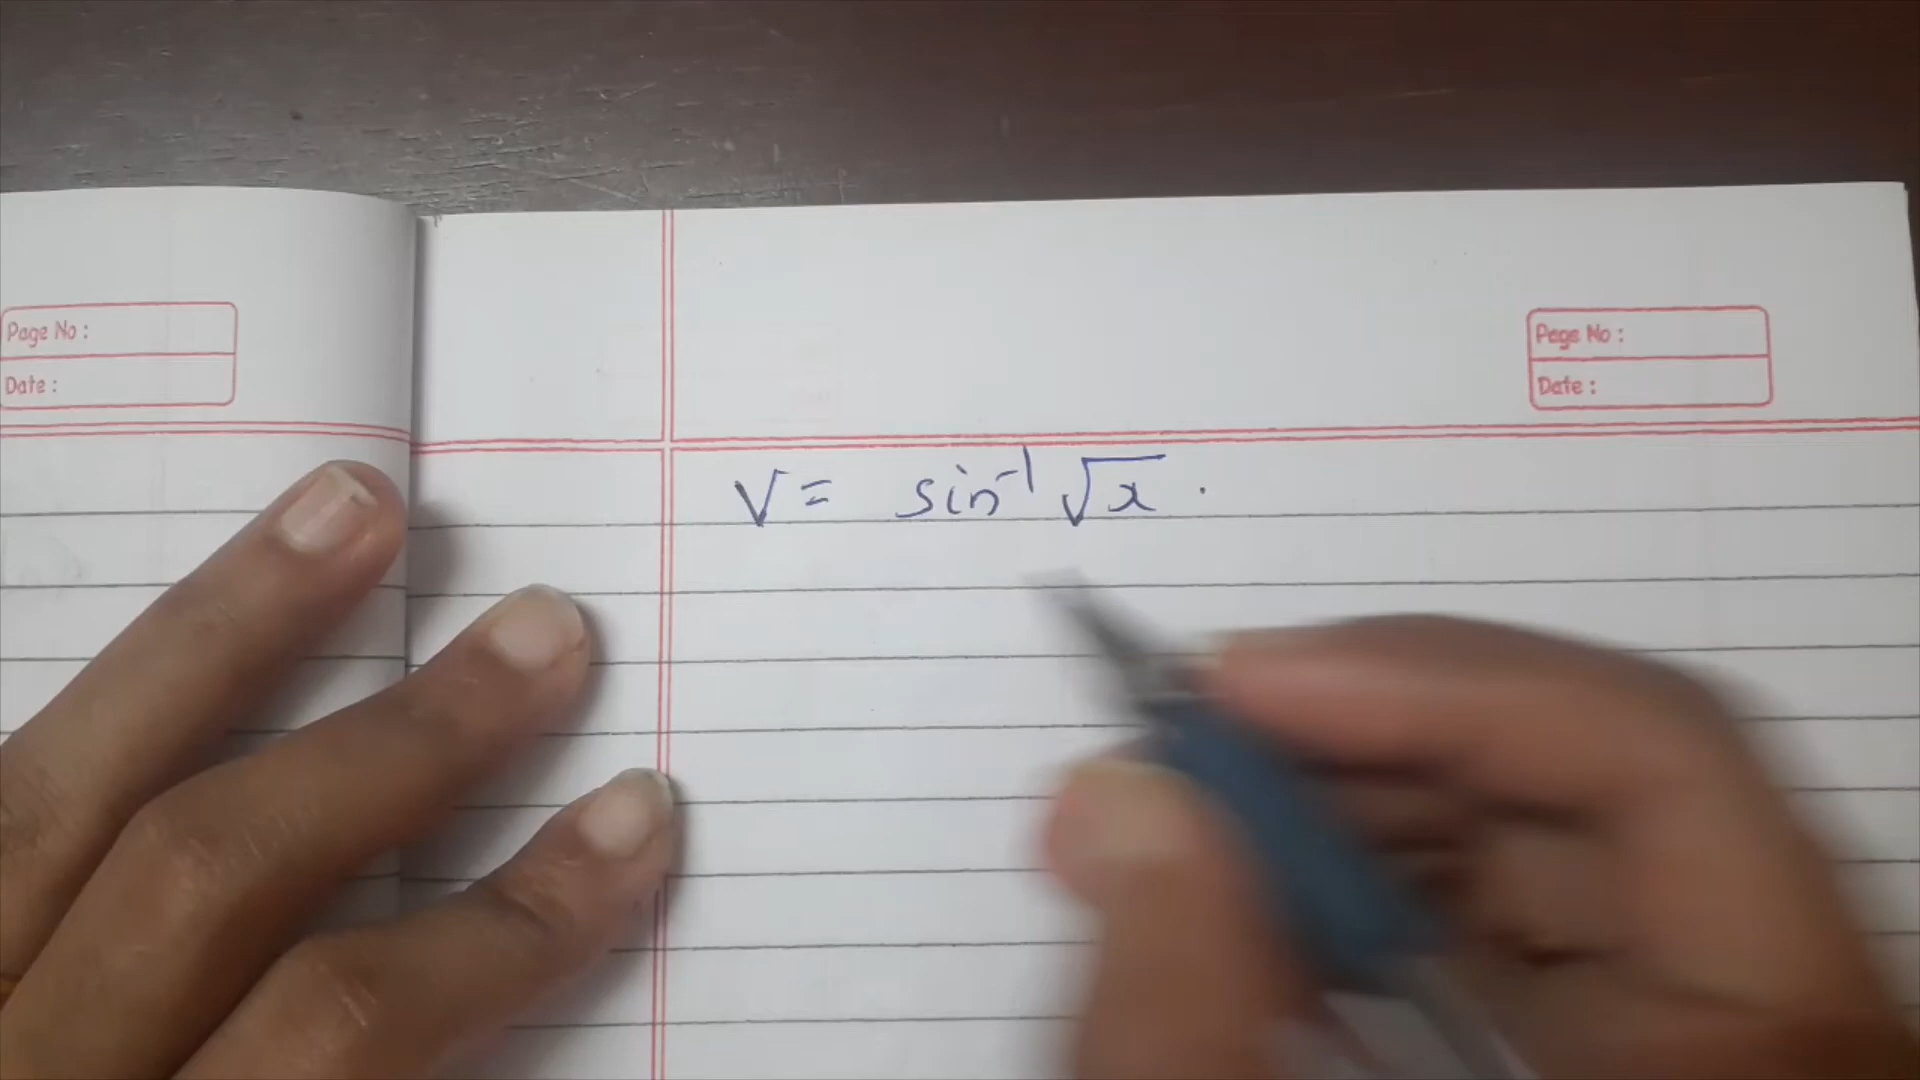 Page No :
Date :
Page No :
Date :
V = sin⁻¹ √x .